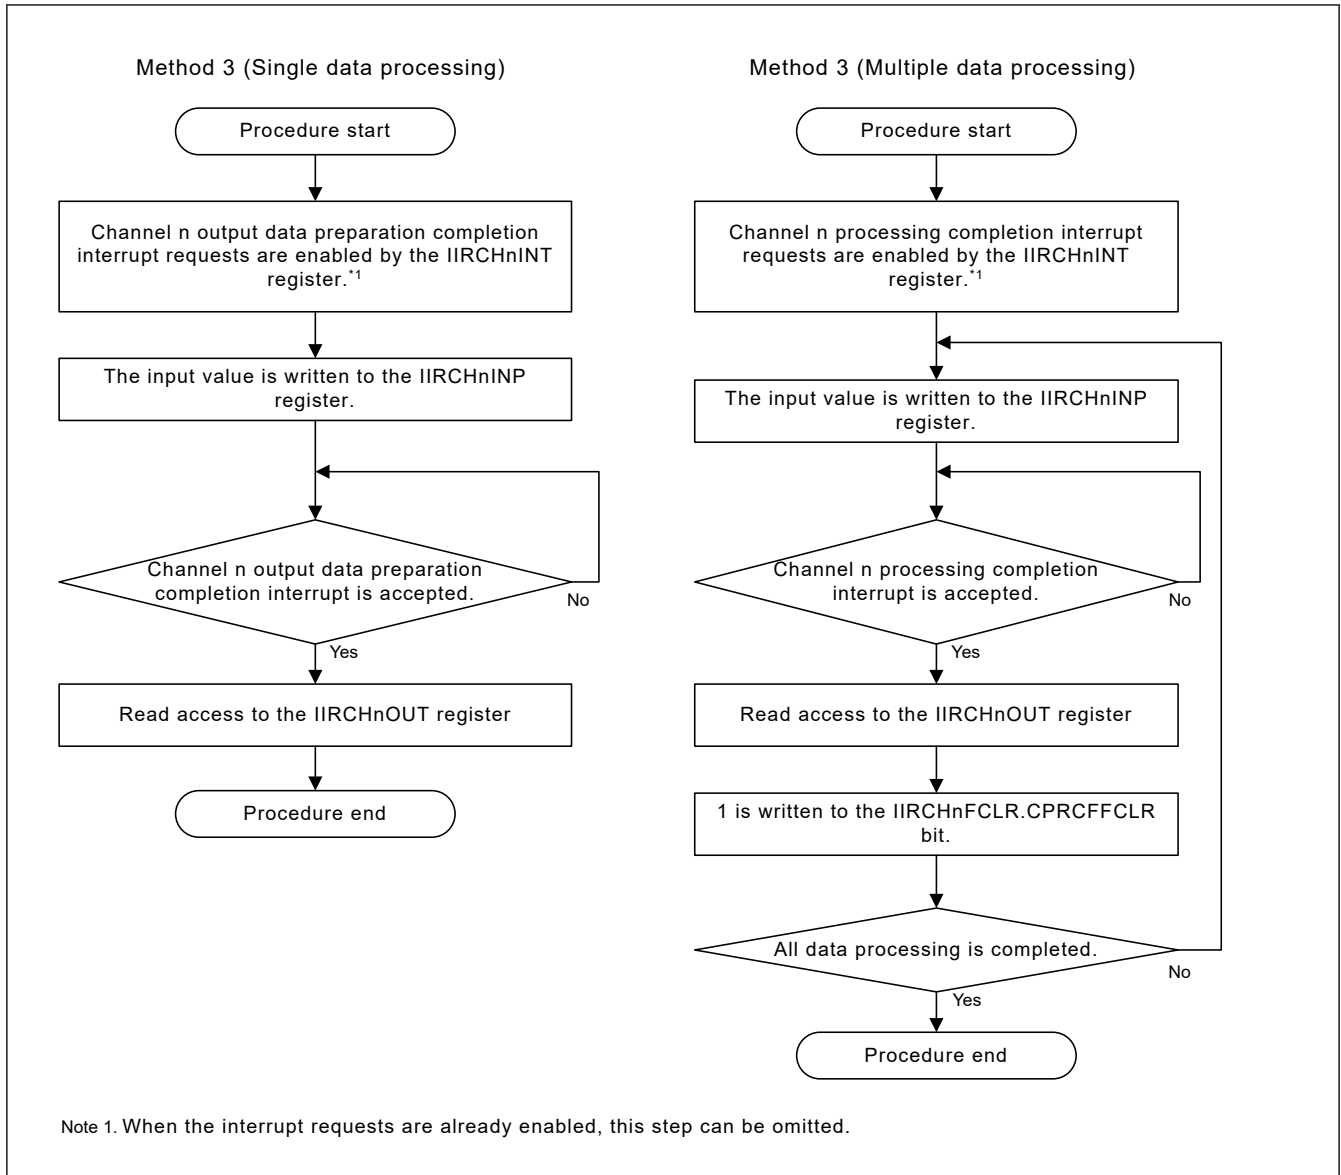 Method 3 (Single data processing)
Procedure start
Channel n output data preparation completion
interrupt requests are enabled by the IIRCHnINT
register.*1
The input value is written to the IIRCHnINP
register.
Channel n output data preparation
completion interrupt is accepted.
No
Yes
Read access to the IIRCHnOUT register
Procedure end
Method 3 (Multiple data processing)
Procedure start
Channel n processing completion interrupt
requests are enabled by the IIRCHnINT
register.*1
The input value is written to the IIRCHnINP
register.
Channel n processing completion
interrupt is accepted.
No
Yes
Read access to the IIRCHnOUT register
1 is written to the IIRCHnFCLR.CPRCFFCLR
bit.
All data processing is completed.
No
Yes
Procedure end
Note 1. When the interrupt requests are already enabled, this step can be omitted.